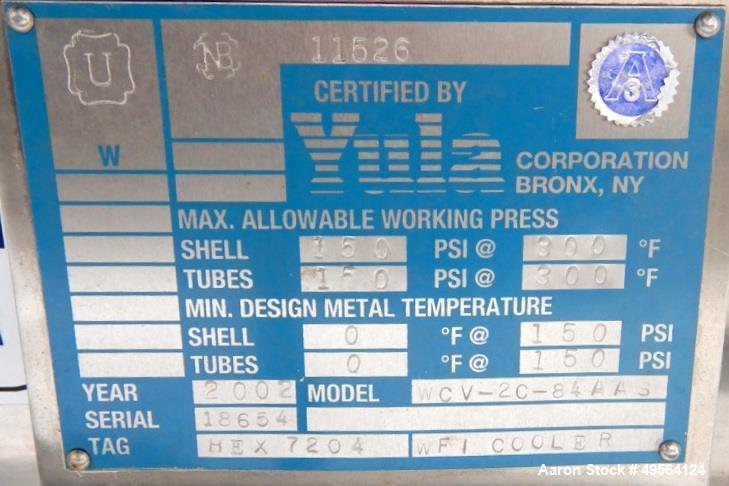 U
NB 11526
A
3
CERTIFIED BY
W
Yula CORPORATION
BRONX, NY
MAX. ALLOWABLE WORKING PRESS
SHELL 150 PSI @ 300 °F
TUBES 150 PSI @ 300 °F
MIN. DESIGN METAL TEMPERATURE
SHELL 0 °F @ 150 PSI
TUBES 0 °F @ 150 PSI
YEAR 2002 MODEL WCV-2C-84AAS
SERIAL 18654
TAG HEX 7204 WFI COOLER
Aaron Stock # 49564124